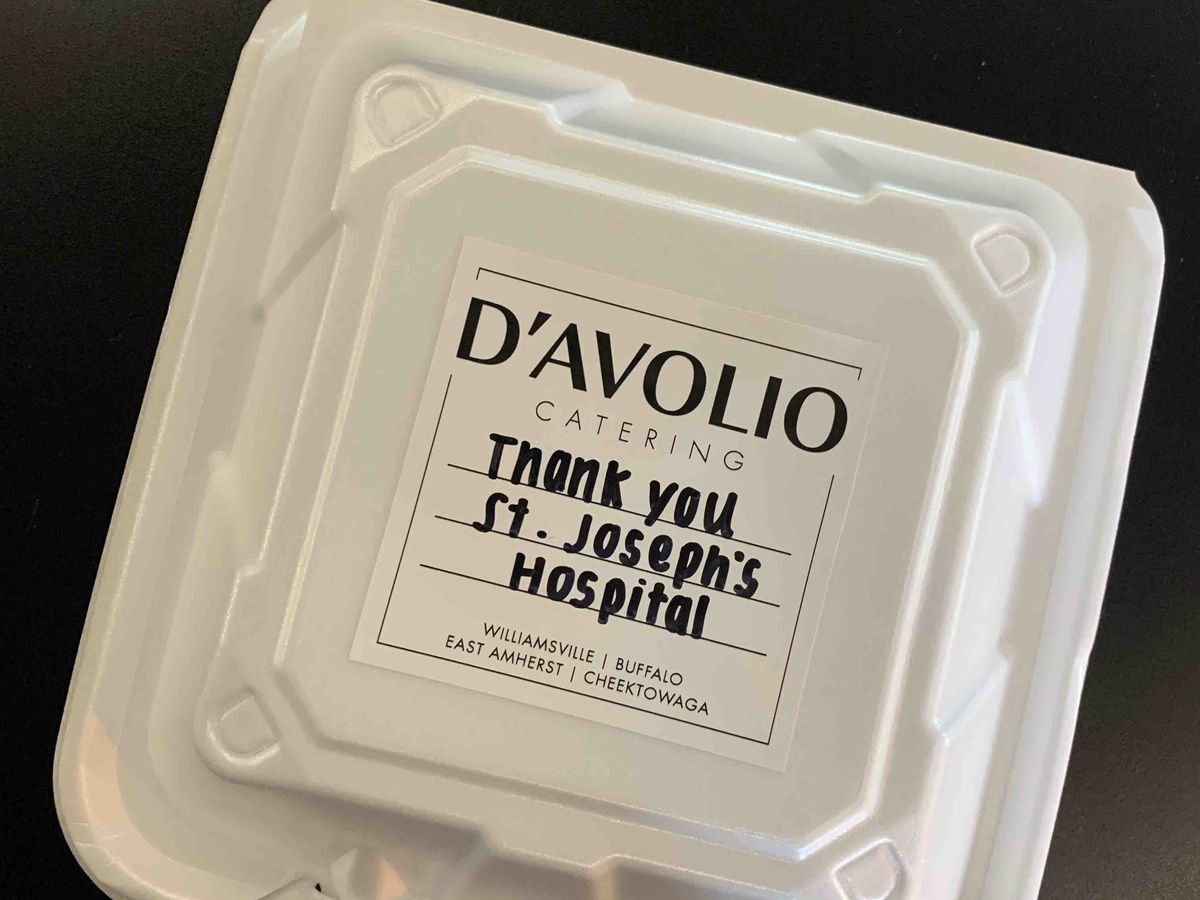 D'AVOLIO
CATERING
Thank you
St. Joseph's
Hospital
WILLIAMSVILLE | BUFFALO
EAST AMHERST | CHEEKTOWAGA